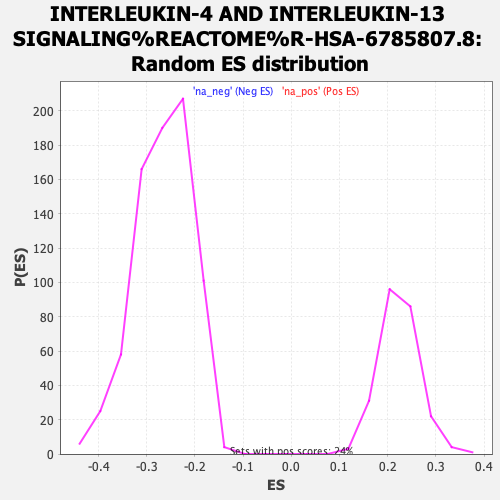 INTERLEUKIN-4 AND INTERLEUKIN-13
SIGNALING%REACTOME%R-HSA-6785807.8:
Random ES distribution
'na_neg' (Neg ES) 'na_pos' (Pos ES)
200
180
160
140
120
100
80
60
40
20
0
P(ES)
Sets with pos scores: 24%
-0.4 -0.3 -0.2 -0.1 0.0 0.1 0.2 0.3 0.4
ES